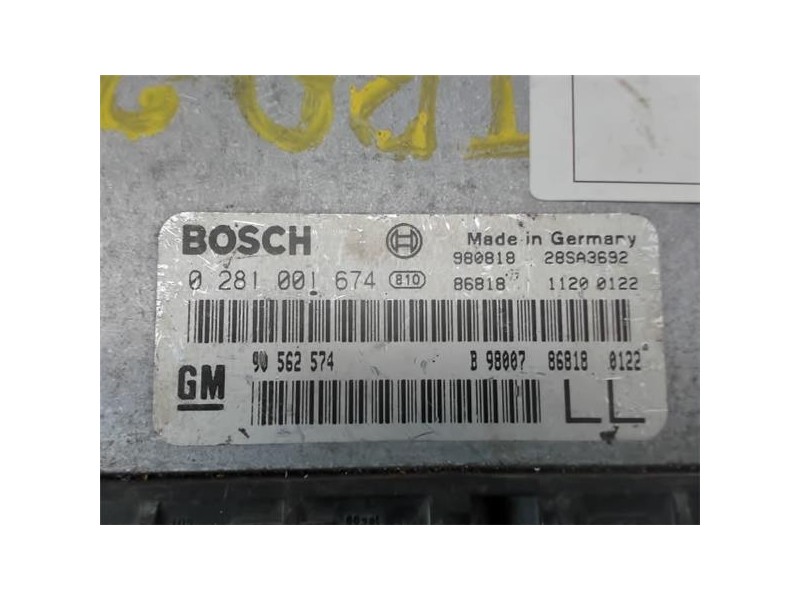 BOSCH
Made in Germany
980818 28SA3692
0 281 001 674 810
86818 1120 0122
90 562 574 B 98007 86818 0122
GM
LL